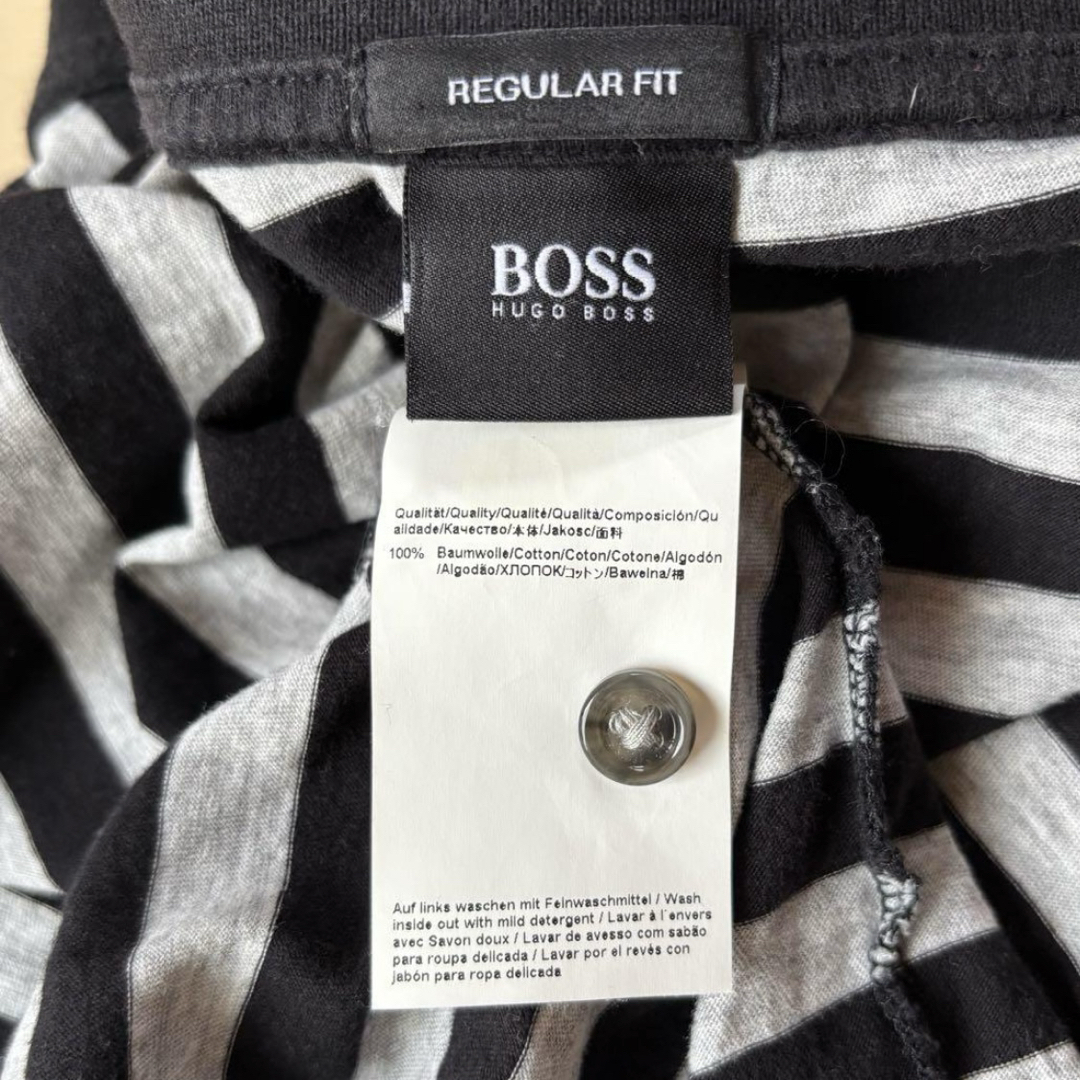 REGULAR FIT
BOSS
HUGO BOSS
Qualität/Quality/Qualité/Qualità/Composición/Qu
alidade/Качество/本体/Jakosc/面料
100% Baumwolle/Cotton/Coton/Cotone/Algodón
/Algodão/ХЛОПОК/コットン/Bawelna/棉
Auf links waschen mit Feinwaschmittel / Wash
inside out with mild detergent / Lavar à l'envers
avec Savon doux / Lavar de avesso com sabão
para roupa delicada / Lavar por el revés con
jabón para ropa delicada